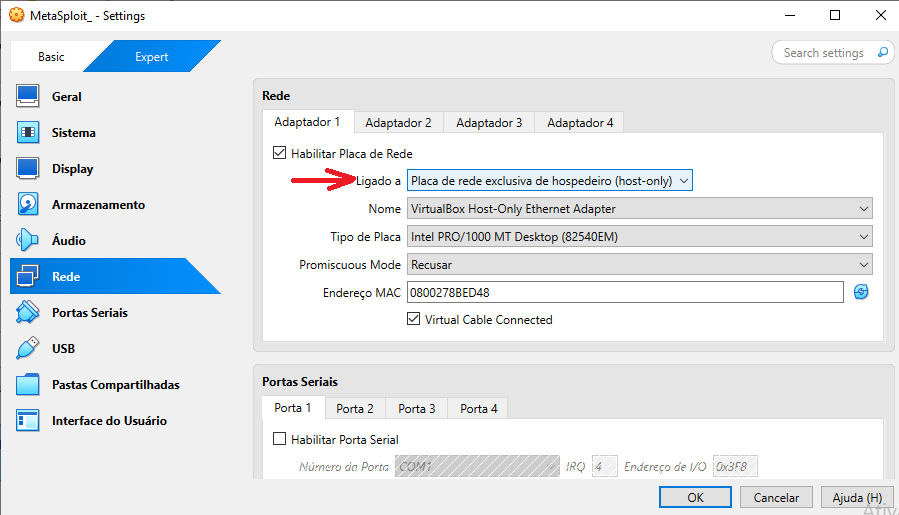 MetaSploit_ - Settings
Basic
Expert
Search settings
Geral
Sistema
Display
Armazenamento
Áudio
Rede
Portas Seriais
USB
Pastas Compartilhadas
Interface do Usuário
Rede
Adaptador 1 Adaptador 2 Adaptador 3 Adaptador 4
Habilitar Placa de Rede
Ligado a Placa de rede exclusiva de hospedeiro (host-only)
Nome VirtualBox Host-Only Ethernet Adapter
Tipo de Placa Intel PRO/1000 MT Desktop (82540EM)
Promiscuous Mode Recusar
Endereço MAC 0800278BED48
Virtual Cable Connected
Portas Seriais
Porta 1 Porta 2 Porta 3 Porta 4
Habilitar Porta Serial
Número da Porta COM1 IRQ 4 Endereço de I/O 0x3F8
OK Cancelar Ajuda (H)